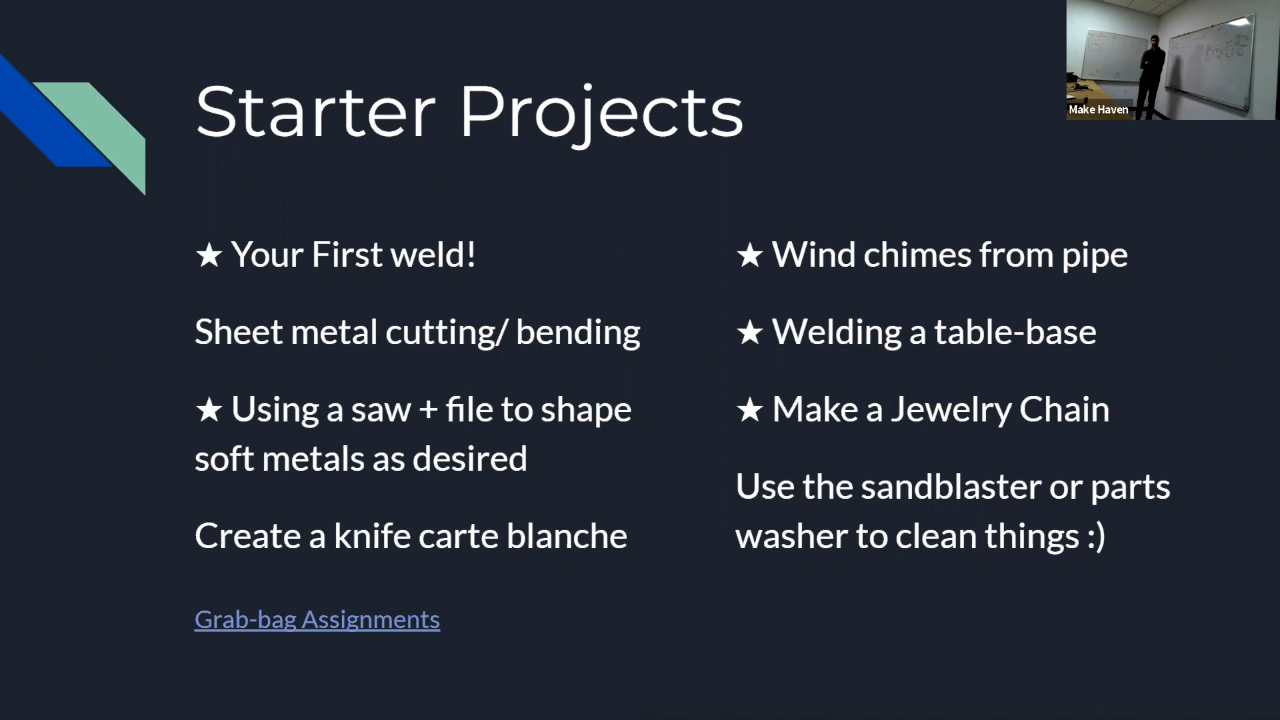 Starter Projects
Make Haven
★ Your First weld!
Sheet metal cutting/ bending
★ Using a saw + file to shape
soft metals as desired
Create a knife carte blanche
★ Wind chimes from pipe
★ Welding a table-base
★ Make a Jewelry Chain
Use the sandblaster or parts
washer to clean things :)
Grab-bag Assignments